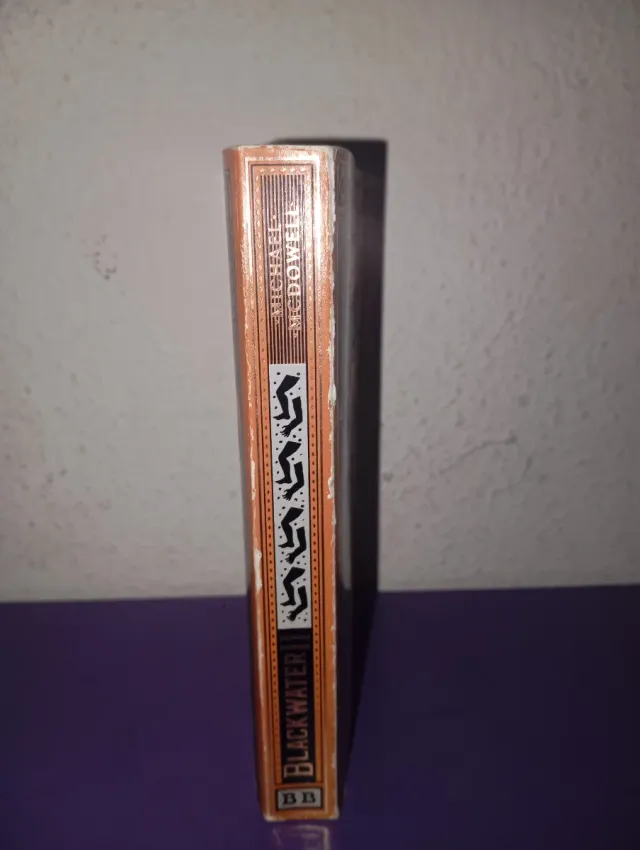 ·MICHAEL·
·MCDOWELL·
BLACKWATER II
BB